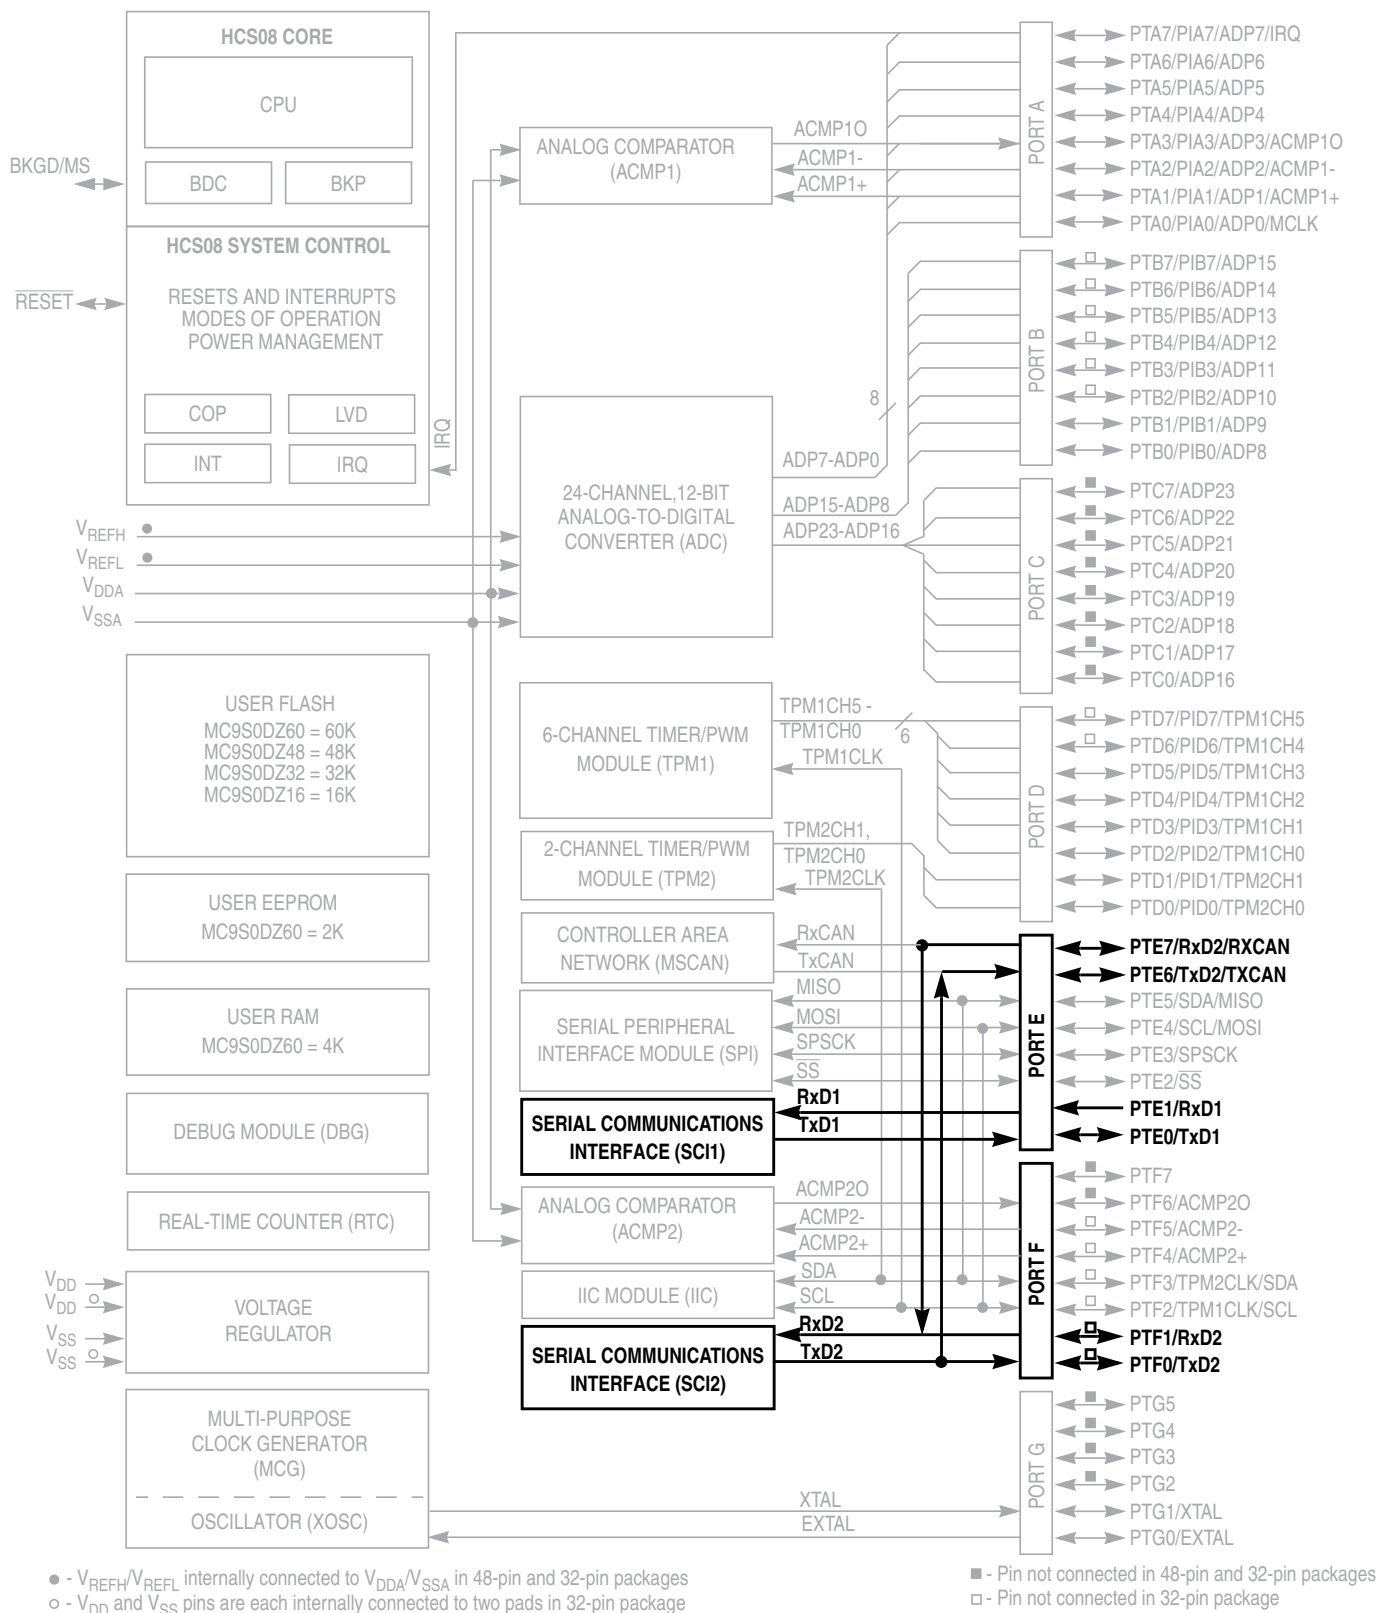 HCS08 CORE
CPU
BDC
BKP
BKGD/MS
HCS08 SYSTEM CONTROL
RESETS AND INTERRUPTS
MODES OF OPERATION
POWER MANAGEMENT
RESET
COP
LVD
INT
IRQ
IRQ
VREFH
VREFL
VDDA
VSSA
USER FLASH
MC9S0DZ60 = 60K
MC9S0DZ48 = 48K
MC9S0DZ32 = 32K
MC9S0DZ16 = 16K
USER EEPROM
MC9S0DZ60 = 2K
USER RAM
MC9S0DZ60 = 4K
DEBUG MODULE (DBG)
REAL-TIME COUNTER (RTC)
VDD
VDD
VSS
VSS
VOLTAGE
REGULATOR
MULTI-PURPOSE
CLOCK GENERATOR
(MCG)
OSCILLATOR (XOSC)
ANALOG COMPARATOR
(ACMP1)
ACMP1O
ACMP1-
ACMP1+
24-CHANNEL,12-BIT
ANALOG-TO-DIGITAL
CONVERTER (ADC)
8
ADP7-ADP0
ADP15-ADP8
ADP23-ADP16
6-CHANNEL TIMER/PWM
MODULE (TPM1)
TPM1CH5 -
TPM1CH0
6
TPM1CLK
2-CHANNEL TIMER/PWM
MODULE (TPM2)
TPM2CH1,
TPM2CH0
TPM2CLK
CONTROLLER AREA
NETWORK (MSCAN)
RxCAN
TxCAN
SERIAL PERIPHERAL
INTERFACE MODULE (SPI)
MISO
MOSI
SPSCK
SS
SERIAL COMMUNICATIONS
INTERFACE (SCI1)
RxD1
TxD1
ANALOG COMPARATOR
(ACMP2)
ACMP2O
ACMP2-
ACMP2+
IIC MODULE (IIC)
SDA
SCL
SERIAL COMMUNICATIONS
INTERFACE (SCI2)
RxD2
TxD2
XTAL
EXTAL
PORT A
PTA7/PIA7/ADP7/IRQ
PTA6/PIA6/ADP6
PTA5/PIA5/ADP5
PTA4/PIA4/ADP4
PTA3/PIA3/ADP3/ACMP1O
PTA2/PIA2/ADP2/ACMP1-
PTA1/PIA1/ADP1/ACMP1+
PTA0/PIA0/ADP0/MCLK
PORT B
PTB7/PIB7/ADP15
PTB6/PIB6/ADP14
PTB5/PIB5/ADP13
PTB4/PIB4/ADP12
PTB3/PIB3/ADP11
PTB2/PIB2/ADP10
PTB1/PIB1/ADP9
PTB0/PIB0/ADP8
PORT C
PTC7/ADP23
PTC6/ADP22
PTC5/ADP21
PTC4/ADP20
PTC3/ADP19
PTC2/ADP18
PTC1/ADP17
PTC0/ADP16
PORT D
PTD7/PID7/TPM1CH5
PTD6/PID6/TPM1CH4
PTD5/PID5/TPM1CH3
PTD4/PID4/TPM1CH2
PTD3/PID3/TPM1CH1
PTD2/PID2/TPM1CH0
PTD1/PID1/TPM2CH1
PTD0/PID0/TPM2CH0
PORT E
PTE7/RxD2/RXCAN
PTE6/TxD2/TXCAN
PTE5/SDA/MISO
PTE4/SCL/MOSI
PTE3/SPSCK
PTE2/SS
PTE1/RxD1
PTE0/TxD1
PORT F
PTF7
PTF6/ACMP2O
PTF5/ACMP2-
PTF4/ACMP2+
PTF3/TPM2CLK/SDA
PTF2/TPM1CLK/SCL
PTF1/RxD2
PTF0/TxD2
PORT G
PTG5
PTG4
PTG3
PTG2
PTG1/XTAL
PTG0/EXTAL
● - VREFH/VREFL internally connected to VDDA/VSSA in 48-pin and 32-pin packages
○ - VDD and VSS pins are each internally connected to two pads in 32-pin package
■ - Pin not connected in 48-pin and 32-pin packages
□ - Pin not connected in 32-pin package